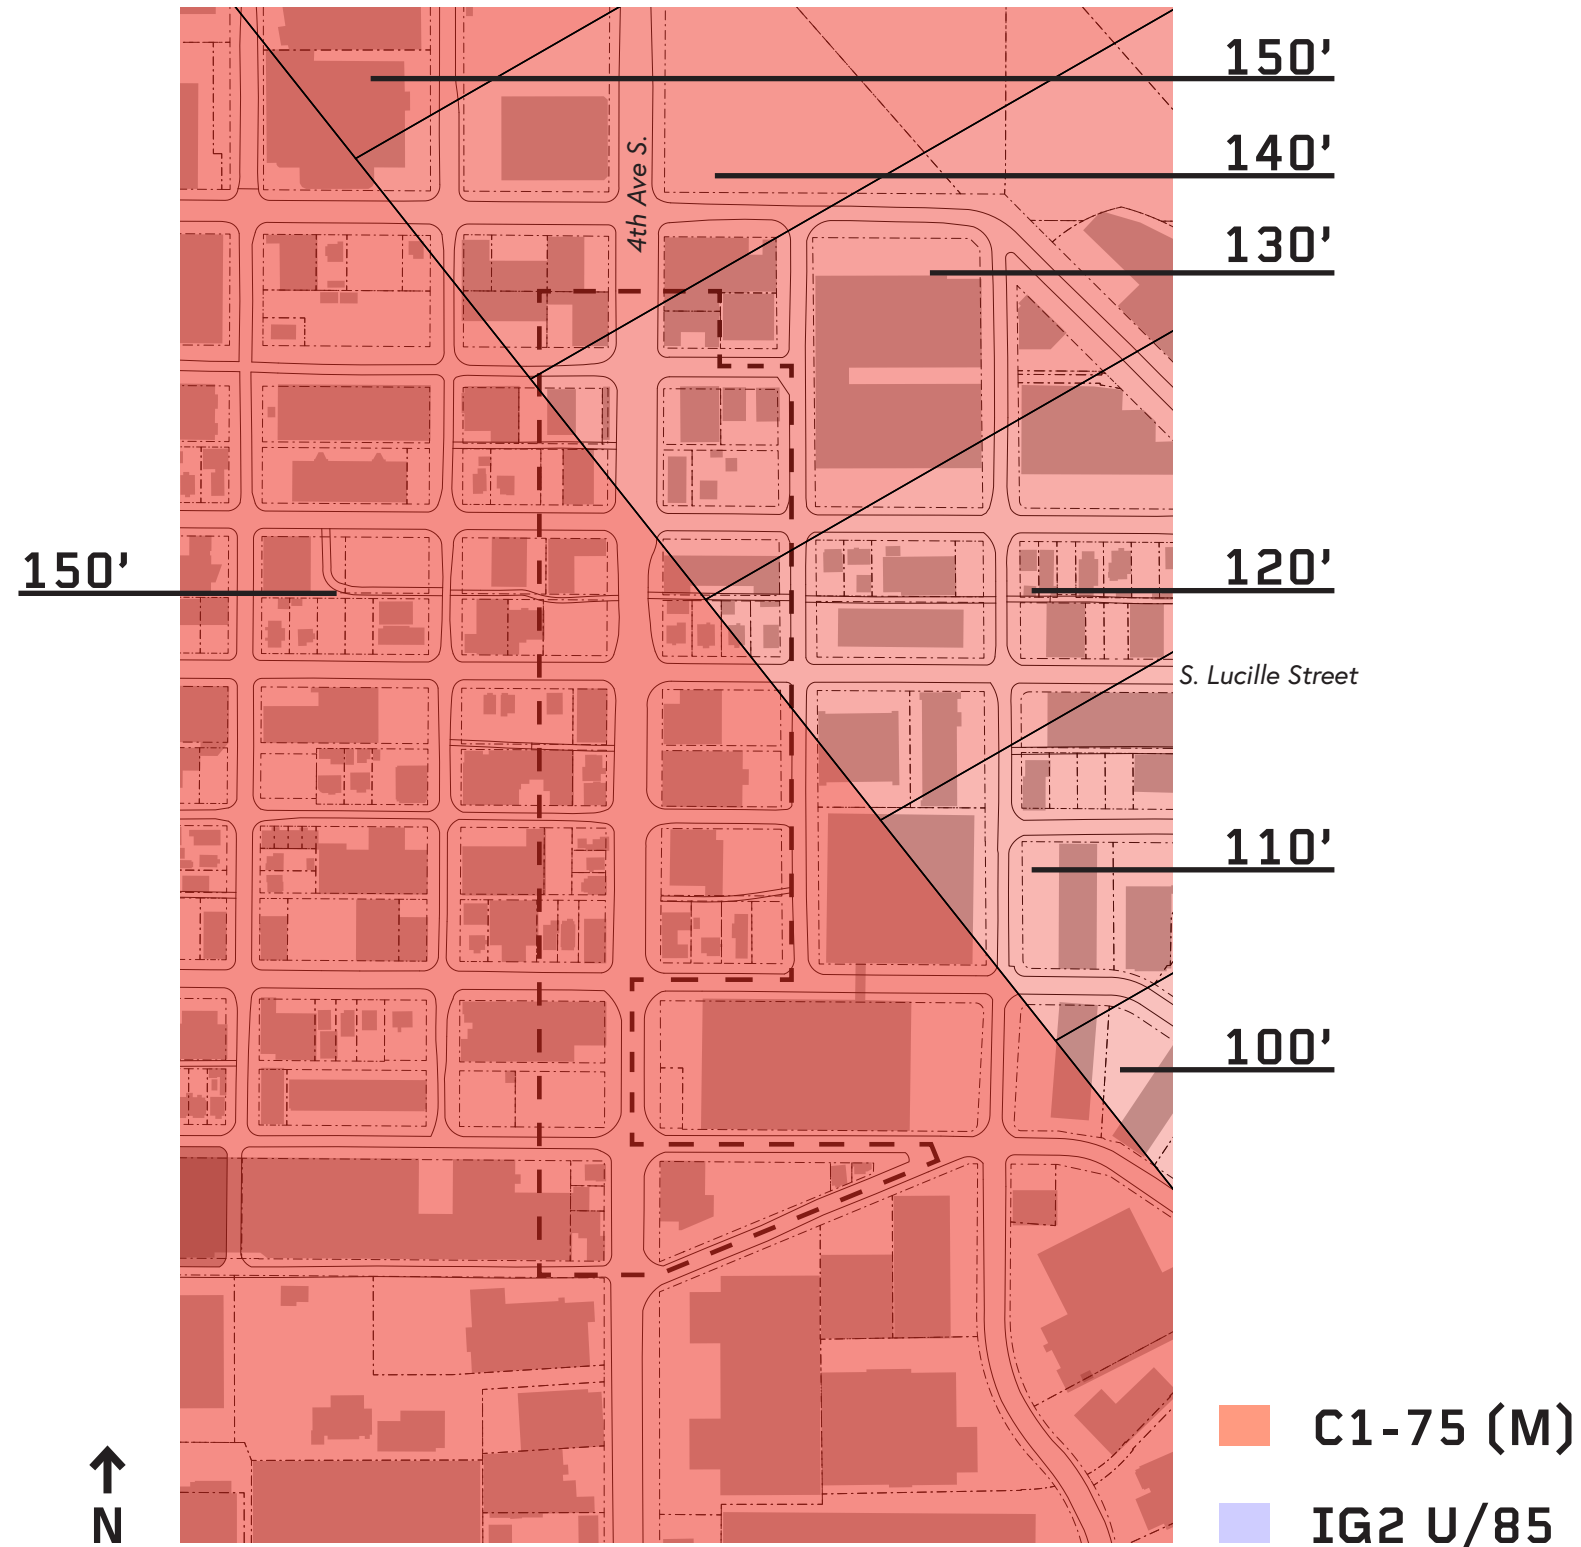 150’
140’
4th Ave S.
130’
150’
120’
S. Lucille Street
110’
100’
C1-75 (M)
N
IG2 U/85